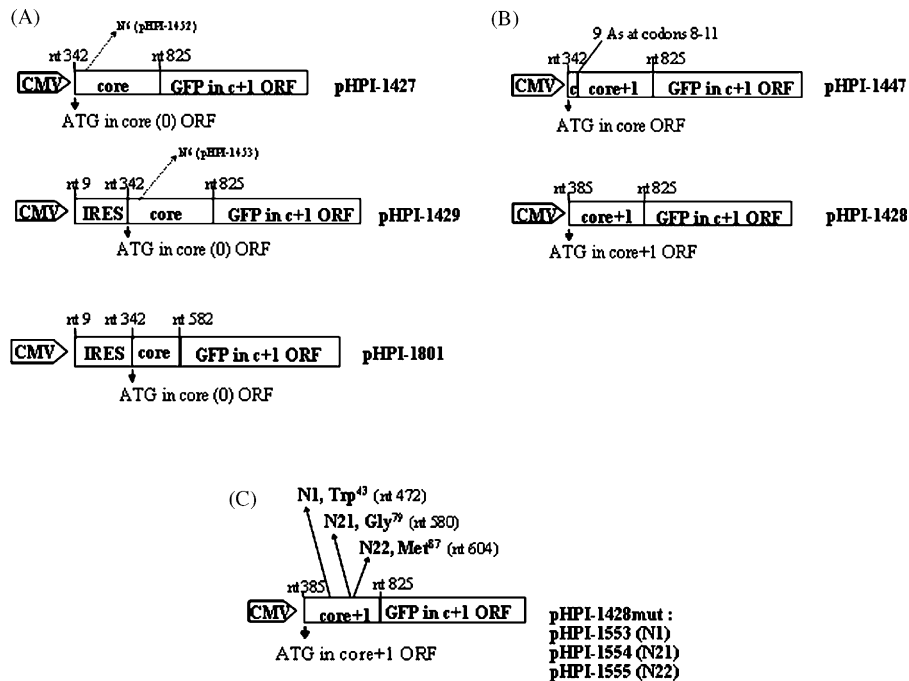 (A)
N6 (pHPI-1452)
nt 342 nt 825
CMV core GFP in c+1 ORF pHPI-1427
ATG in core (0) ORF
N6 (pHPI-1453)
nt 9 nt 342 nt 825
CMV IRES core GFP in c+1 ORF pHPI-1429
ATG in core (0) ORF
nt 9 nt 342 nt 582
CMV IRES core GFP in c+1 ORF pHPI-1801
ATG in core (0) ORF
(B)
9 As at codons 8-11
nt 342 nt 825
CMV c core+1 GFP in c+1 ORF pHPI-1447
ATG in core ORF
nt 385 nt 825
CMV core+1 GFP in c+1 ORF pHPI-1428
ATG in core+1 ORF
(C)
N1, Trp43 (nt 472)
N21, Gly79 (nt 580)
N22, Met87 (nt 604)
nt 385 nt 825
CMV core+1 GFP in c+1 ORF
ATG in core+1 ORF
pHPI-1428mut :
pHPI-1553 (N1)
pHPI-1554 (N21)
pHPI-1555 (N22)